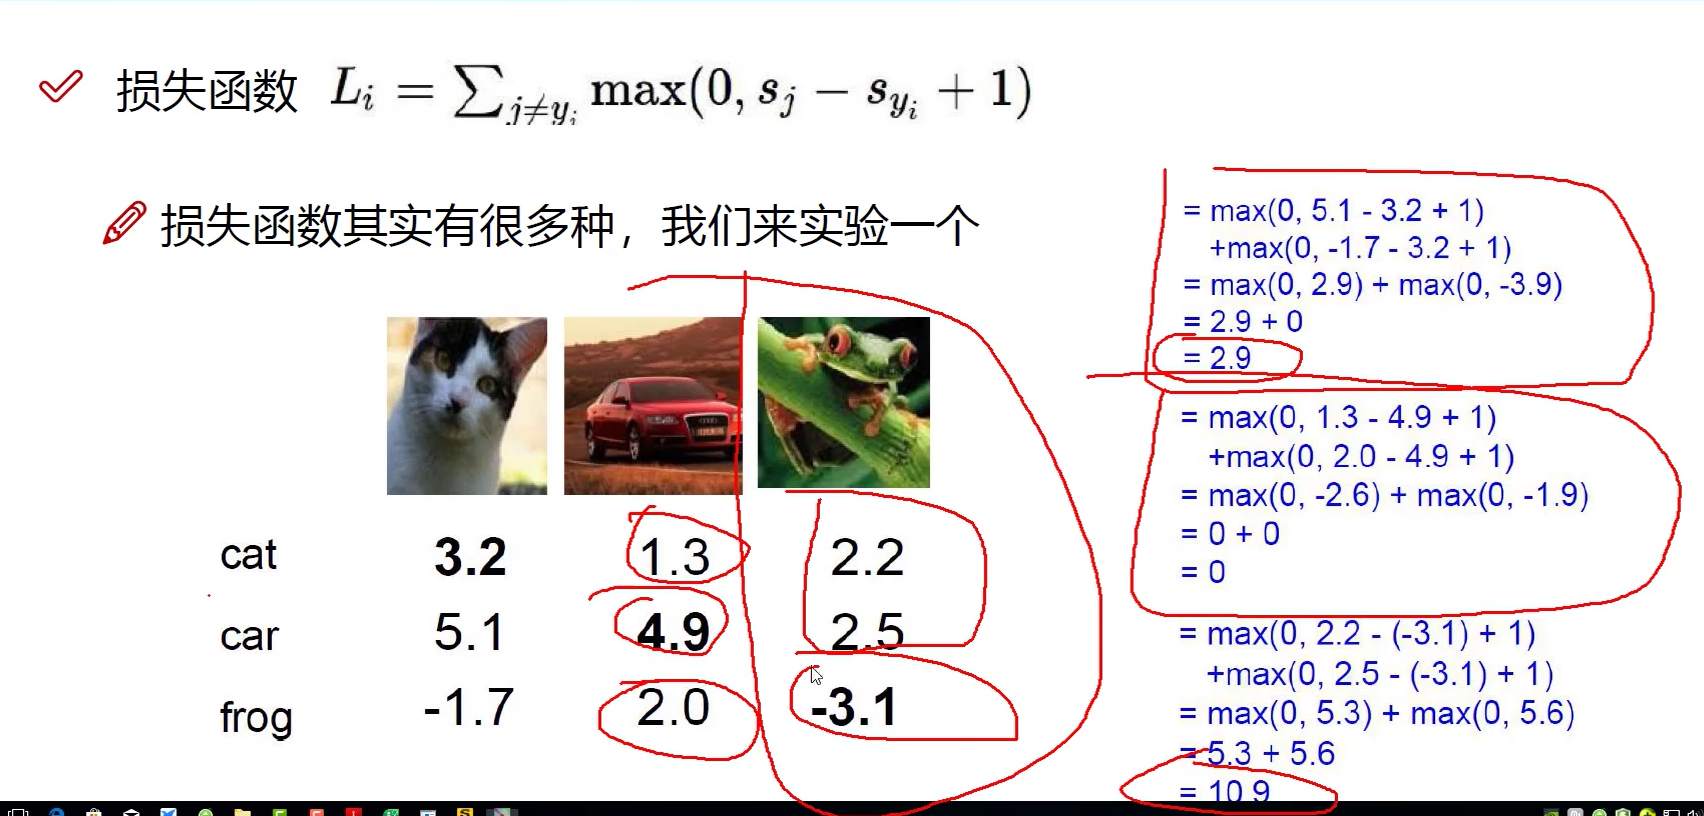 损失函数 L_i = ∑_{j≠y_i} max(0, s_j − s_{y_i} + 1)
损失函数其实有很多种，我们来实验一个
cat 3.2 1.3 2.2
car 5.1 4.9 2.5
frog -1.7 2.0 -3.1
= max(0, 5.1 - 3.2 + 1)
+max(0, -1.7 - 3.2 + 1)
= max(0, 2.9) + max(0, -3.9)
= 2.9 + 0
= 2.9
= max(0, 1.3 - 4.9 + 1)
+max(0, 2.0 - 4.9 + 1)
= max(0, -2.6) + max(0, -1.9)
= 0 + 0
= 0
= max(0, 2.2 - (-3.1) + 1)
+max(0, 2.5 - (-3.1) + 1)
= max(0, 5.3) + max(0, 5.6)
= 5.3 + 5.6
= 10.9